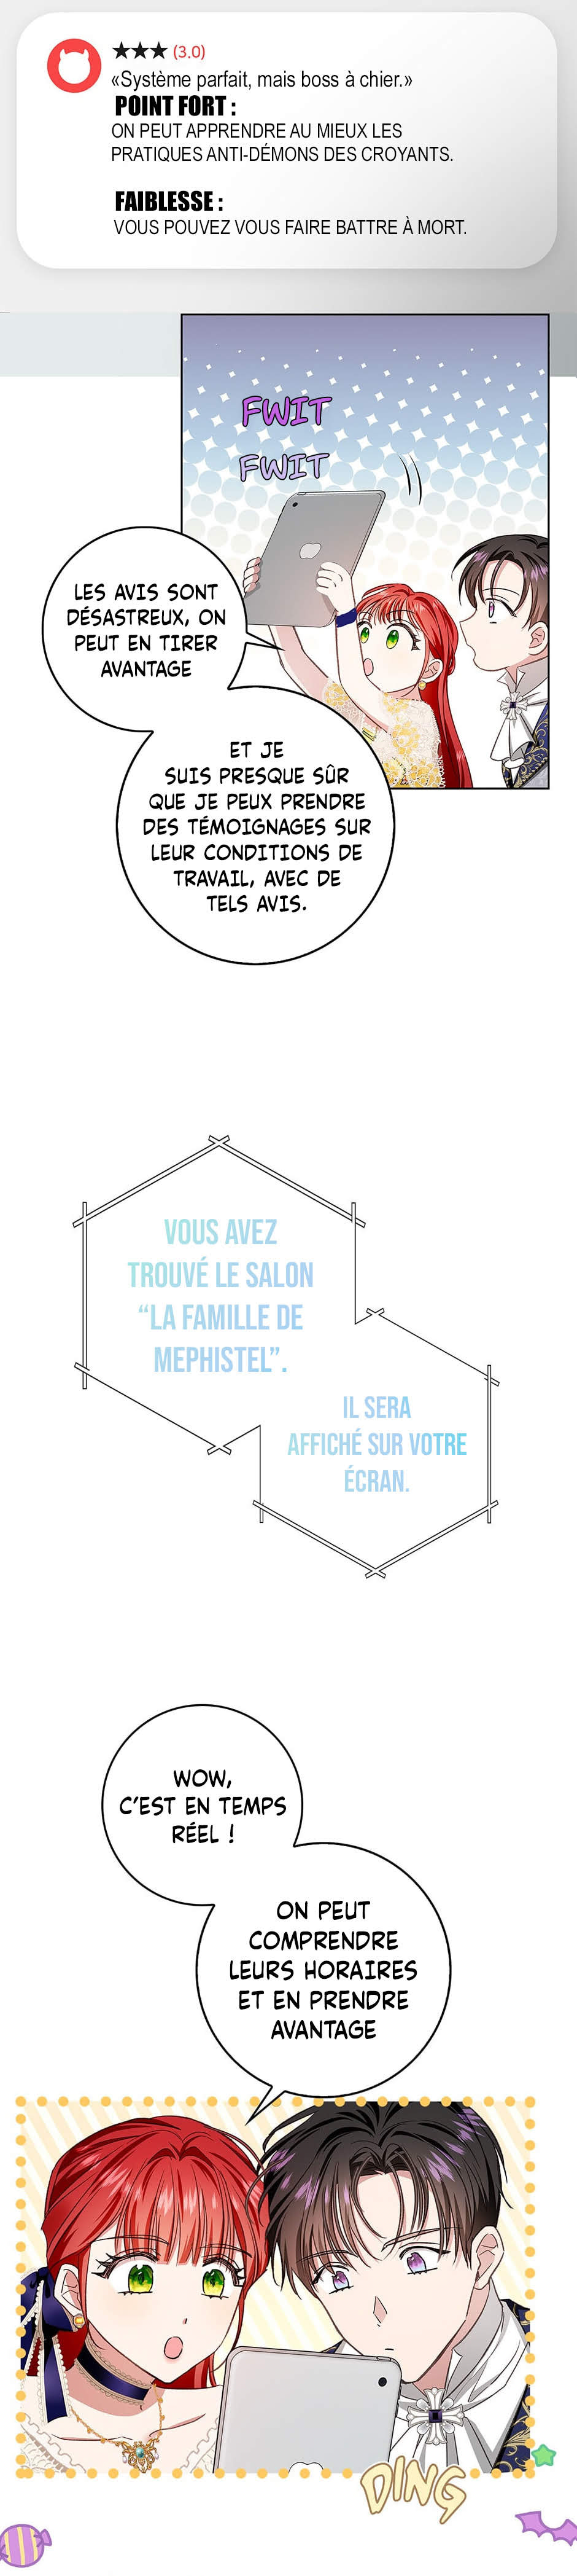 ★★★ (3.0)
«Système parfait, mais boss à chier.»
POINT FORT :
ON PEUT APPRENDRE AU MIEUX LES
PRATIQUES ANTI-DÉMONS DES CROYANTS.
FAIBLESSE :
VOUS POUVEZ VOUS FAIRE BATTRE À MORT.
FWIT
FWIT
LES AVIS SONT
DÉSASTREUX, ON
PEUT EN TIRER
AVANTAGE
ET JE
SUIS PRESQUE SÛR
QUE JE PEUX PRENDRE
DES TÉMOIGNAGES SUR
LEUR CONDITIONS DE
TRAVAIL, AVEC DE
TELS AVIS.
VOUS AVEZ
TROUVÉ LE SALON
“LA FAMILLE DE
MEPHISTEL”.
IL SERA
AFFICHÉ SUR VOTRE
ÉCRAN.
WOW,
C'EST EN TEMPS
RÉEL !
ON PEUT
COMPRENDRE
LEURS HORAIRES
ET EN PRENDRE
AVANTAGE
DING